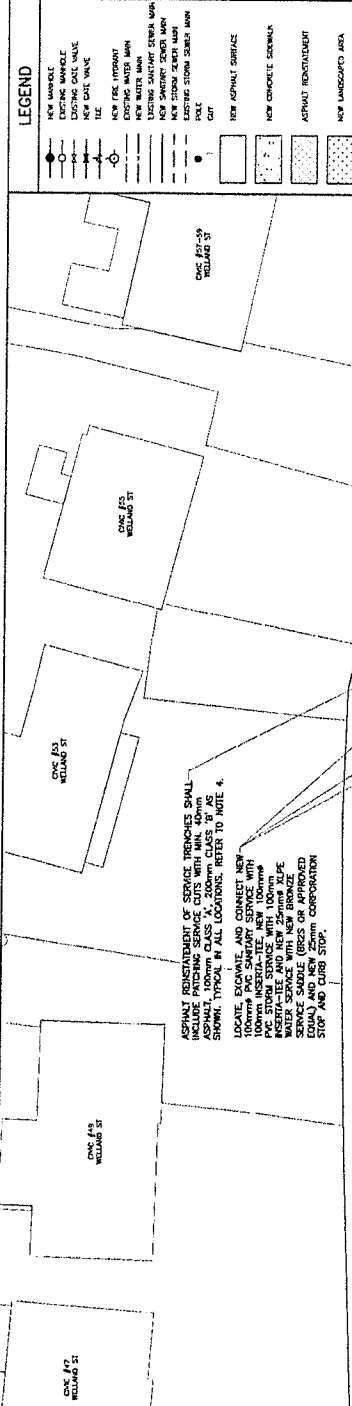 LEGEND
NEW MANHOLE
EXISTING MANHOLE
EXISTING GATE VALVE
NEW GATE VALVE
TEE
NEW FIRE HYDRANT
EXISTING WATER MAIN
NEW WATER MAIN
EXISTING SANITARY SEWER MAIN
NEW SANITARY SEWER MAIN
NEW STORM SEWER MAIN
EXISTING STORM SEWER MAIN
POLE
GUY
NEW ASPHALT SURFACE
NEW CONCRETE SIDEWALK
ASPHALT REINSTATEMENT
NEW LANDSCAPED AREA
CIVIC #47
WELLAND ST
CIVIC #49
WELLAND ST
CIVIC #53
WELLAND ST
CIVIC #55
WELLAND ST
CIVIC #57-59
WELLAND ST
ASPHALT REINSTATEMENT OF SERVICE TRENCHES SHALL
INCLUDE PATCHING SERVICE CUTS WITH MIN. 40mm
ASPHALT, 100mm CLASS 'A', 200mm CLASS 'B' AS
SHOWN. TYPICAL IN ALL LOCATIONS. REFER TO NOTE 4.
LOCATE, EXCAVATE, AND CONNECT NEW
100mmø PVC SANITARY SERVICE WITH
100mm INSERTA-TEE, NEW 100mmø
PVC STORM SERVICE WITH 100mm
INSERTA-TEE AND NEW 25mmø XLPE
WATER SERVICE WITH NEW BRONZE
SERVICE SADDLE (BR2S OR APPROVED
EQUAL) AND NEW 25mm CORPORATION
STOP AND CURB STOP.